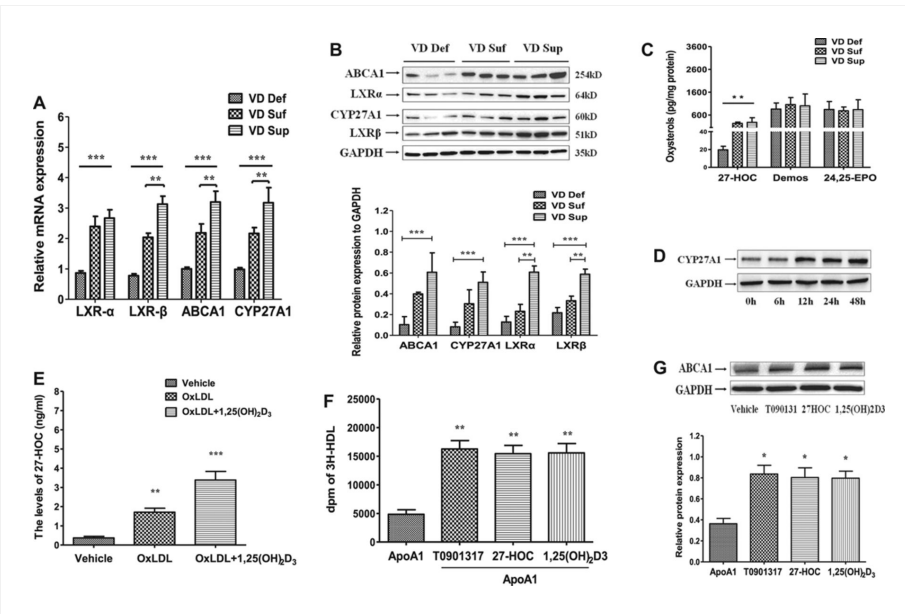 A
VD Def
VD Suf
VD Sup
Relative mRNA expression
5
4
3
2
1
0
***
***
***
***
**
**
**
LXR-α
LXR-β
ABCA1
CYP27A1
B
VD Def
VD Suf
VD Sup
ABCA1
254kD
LXRα
64kD
CYP27A1
60kD
LXRβ
51kD
GAPDH
35kD
VD Def
VD Suf
VD Sup
Relative protein expression to GAPDH
1.2
0.9
0.6
0.4
0.2
0.0
***
***
***
***
**
**
ABCA1
CYP27A1
LXRα
LXRβ
C
VD Def
VD Suf
VD Sup
Oxysterols (pg/mg protein)
3600
2600
1600
600
40
20
0
**
27-HOC
Demos
24,25-EPO
D
CYP27A1
GAPDH
0h 6h 12h 24h 48h
E
Vehicle
OxLDL
OxLDL+1,25(OH)2D3
The levels of 27-HOC (ng/ml)
6
5
4
3
2
1
0
**
***
Vehicle
OxLDL
OxLDL+1,25(OH)2D3
F
dpm of 3H-HDL
25000
20000
15000
10000
5000
0
**
**
**
ApoA1
T0901317
27-HOC
1,25(OH)2D3
ApoA1
G
ABCA1
GAPDH
Vehicle T090131 27HOC 1,25(OH)2D3
Relative protein expression
1.2
1.0
0.8
0.6
0.4
0.2
0.0
*
*
*
ApoA1
T0901317
27-HOC
1,25(OH)2D3